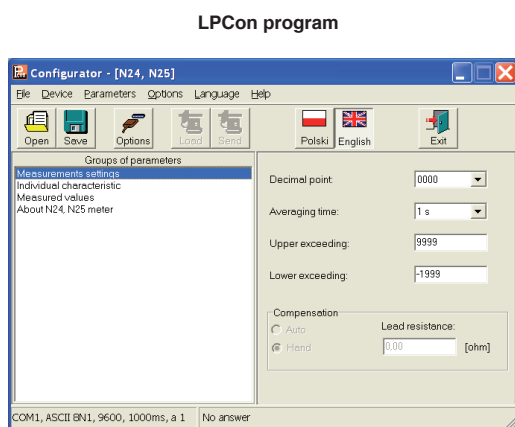 LPCon program
Configurator - [N24, N25]
File Device Parameters Options Language Help
Open Save Options Load Send Polski English Exit
Groups of parameters
Measurements settings
Individual characteristic
Measured values
About N24, N25 meter
Decimal point: 0000
Averaging time: 1 s
Upper exceeding: 9999
Lower exceeding: -1999
Compensation
Auto
Hand
Lead resistance:
0.00 [ohm]
COM1, ASCII 8N1, 9600, 1000ms, a 1 No answer